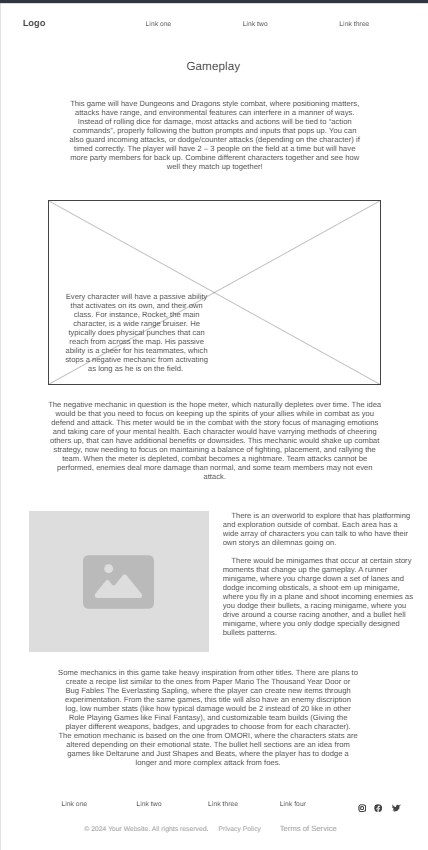 Logo
Link one
Link two
Link three
Gameplay
This game will have Dungeons and Dragons style combat, where positioning matters,
attacks have range, and environmental features can interfere in a manner of ways.
Instead of rolling dice for damage, most attacks and actions will be tied to “action
commands”, properly following the button prompts and inputs that pops up. You can
also guard incoming attacks, or dodge/counter attacks (depending on the character) if
timed correctly. The player will have 2 – 3 people on the field at a time but will have
more party members for back up. Combine different characters together and see how
well they match up together!
Every character will have a passive ability
that activates on its own, and their own
class. For instance, Rocket, the main
character, is a wide range bruiser. He
typically does physical punches that can
reach from across the map. His passive
ability is a cheer for his teammates, which
stops a negative mechanic from activating
as long as he is on the field.
The negative mechanic in question is the hope meter, which naturally depletes over time. The idea
would be that you need to focus on keeping up the spirits of your allies while in combat as you
defend and attack. This meter would tie in the combat with the story focus of managing emotions
and taking care of your mental health. Each character would have varying methods of cheering
others up, that can have additional benefits or downsides. This mechanic would shake up combat
strategy, now needing to focus on maintaining a balance of fighting, placement, and rallying the
team. When the meter is depleted, combat becomes a nightmare. Team attacks cannot be
performed, enemies deal more damage than normal, and some team members may not even
attack.
There is an overworld to explore that has platforming
and exploration outside of combat. Each area has a
wide array of characters you can talk to who have their
own storys an dilemnas going on.
There would be minigames that occur at certain story
moments that change up the gameplay. A runner
minigame, where you charge down a set of lanes and
dodge incoming obsticals, a shoot em up minigame,
where you fly in a plane and shoot incoming enemies as
you dodge their bullets, a racing minigame, where you
drive around a course racing another, and a bullet hell
minigame, where you only dodge specially designed
bullets patterns.
Some mechanics in this game take heavy inspiration from other titles. There are plans to
create a recipe list similar to the ones from Paper Mario The Thousand Year Door or
Bug Fables The Everlasting Sapling, where the player can create new items through
experimentation. From the same games, this title will also have an enemy discription
log, low number stats (like how typical damage would be 2 instead of 20 like in other
Role Playing Games like Final Fantasy), and customizable team builds (Giving the
player different weapons, badges, and upgrades to choose who to specialize in what).
The emotion mechanic is based on the one from OMORI, where the characters stats are
altered depending on their emotional state. The bullet hell sections are an idea from
games like Deltarune and Just Shapes and Beats, where the player has to dodge a
longer and more complex attack from foes.
Link one
Link two
Link three
Link four
© 2024 Your Website. All rights reserved.
Privacy Policy
Terms of Service